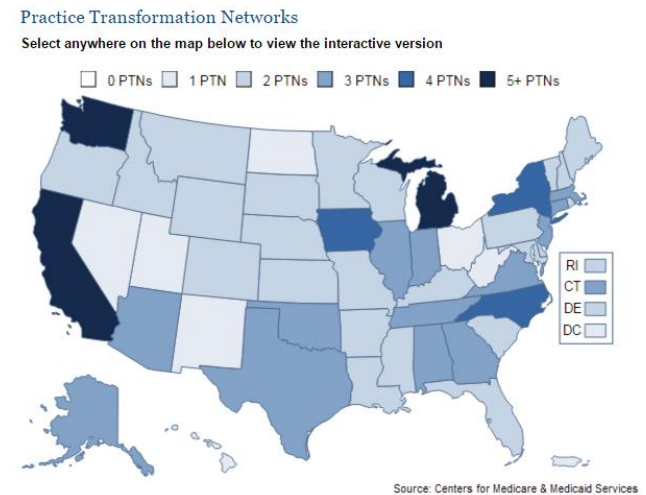 Practice Transformation Networks
Select anywhere on the map below to view the interactive version
0 PTNs 1 PTN 2 PTNs 3 PTNs 4 PTNs 5+ PTNs
RI
CT
DE
DC
Source: Centers for Medicare & Medicaid Services